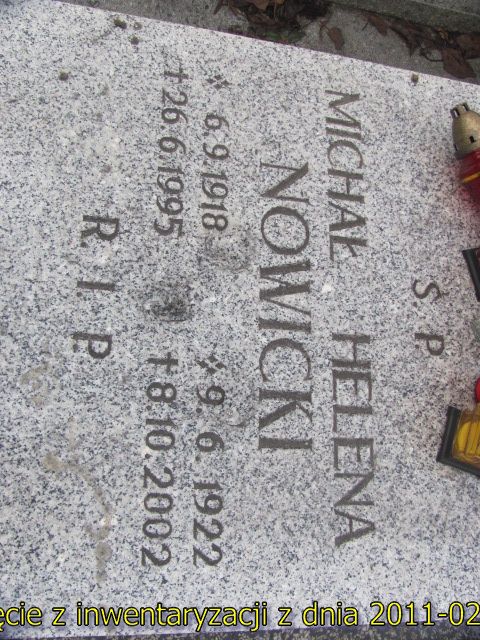 Ś. P
MICHAŁ HELENA
NOWICKI
6.9.1918 9.6.1922
†26.6.1995 †8.10.2002
R. I. P
ęcie z inwentaryzacji z dnia 2011-02